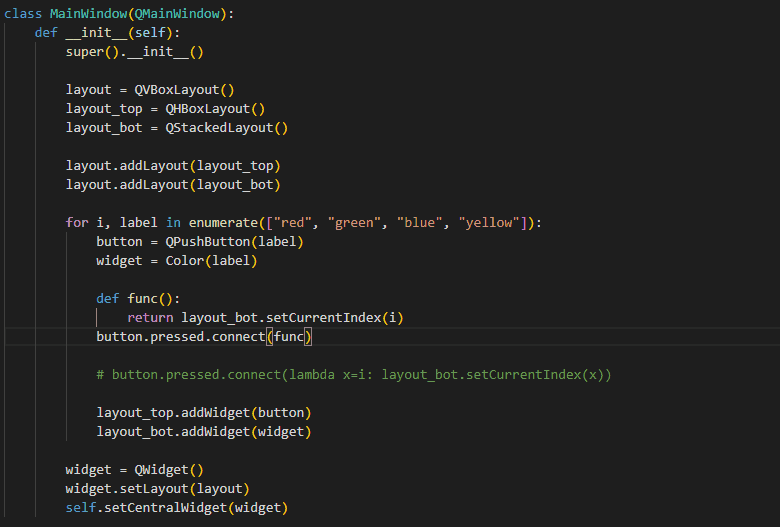 class MainWindow(QMainWindow):
    def __init__(self):
        super().__init__()
        layout = QVBoxLayout()
        layout_top = QHBoxLayout()
        layout_bot = QStackedLayout()
        layout.addLayout(layout_top)
        layout.addLayout(layout_bot)
        for i, label in enumerate(["red", "green", "blue", "yellow"]):
            button = QPushButton(label)
            widget = Color(label)
            def func():
                return layout_bot.setCurrentIndex(i)
            button.pressed.connect(func)
            # button.pressed.connect(lambda x=i: layout_bot.setCurrentIndex(x))
            layout_top.addWidget(button)
            layout_bot.addWidget(widget)
        widget = QWidget()
        widget.setLayout(layout)
        self.setCentralWidget(widget)